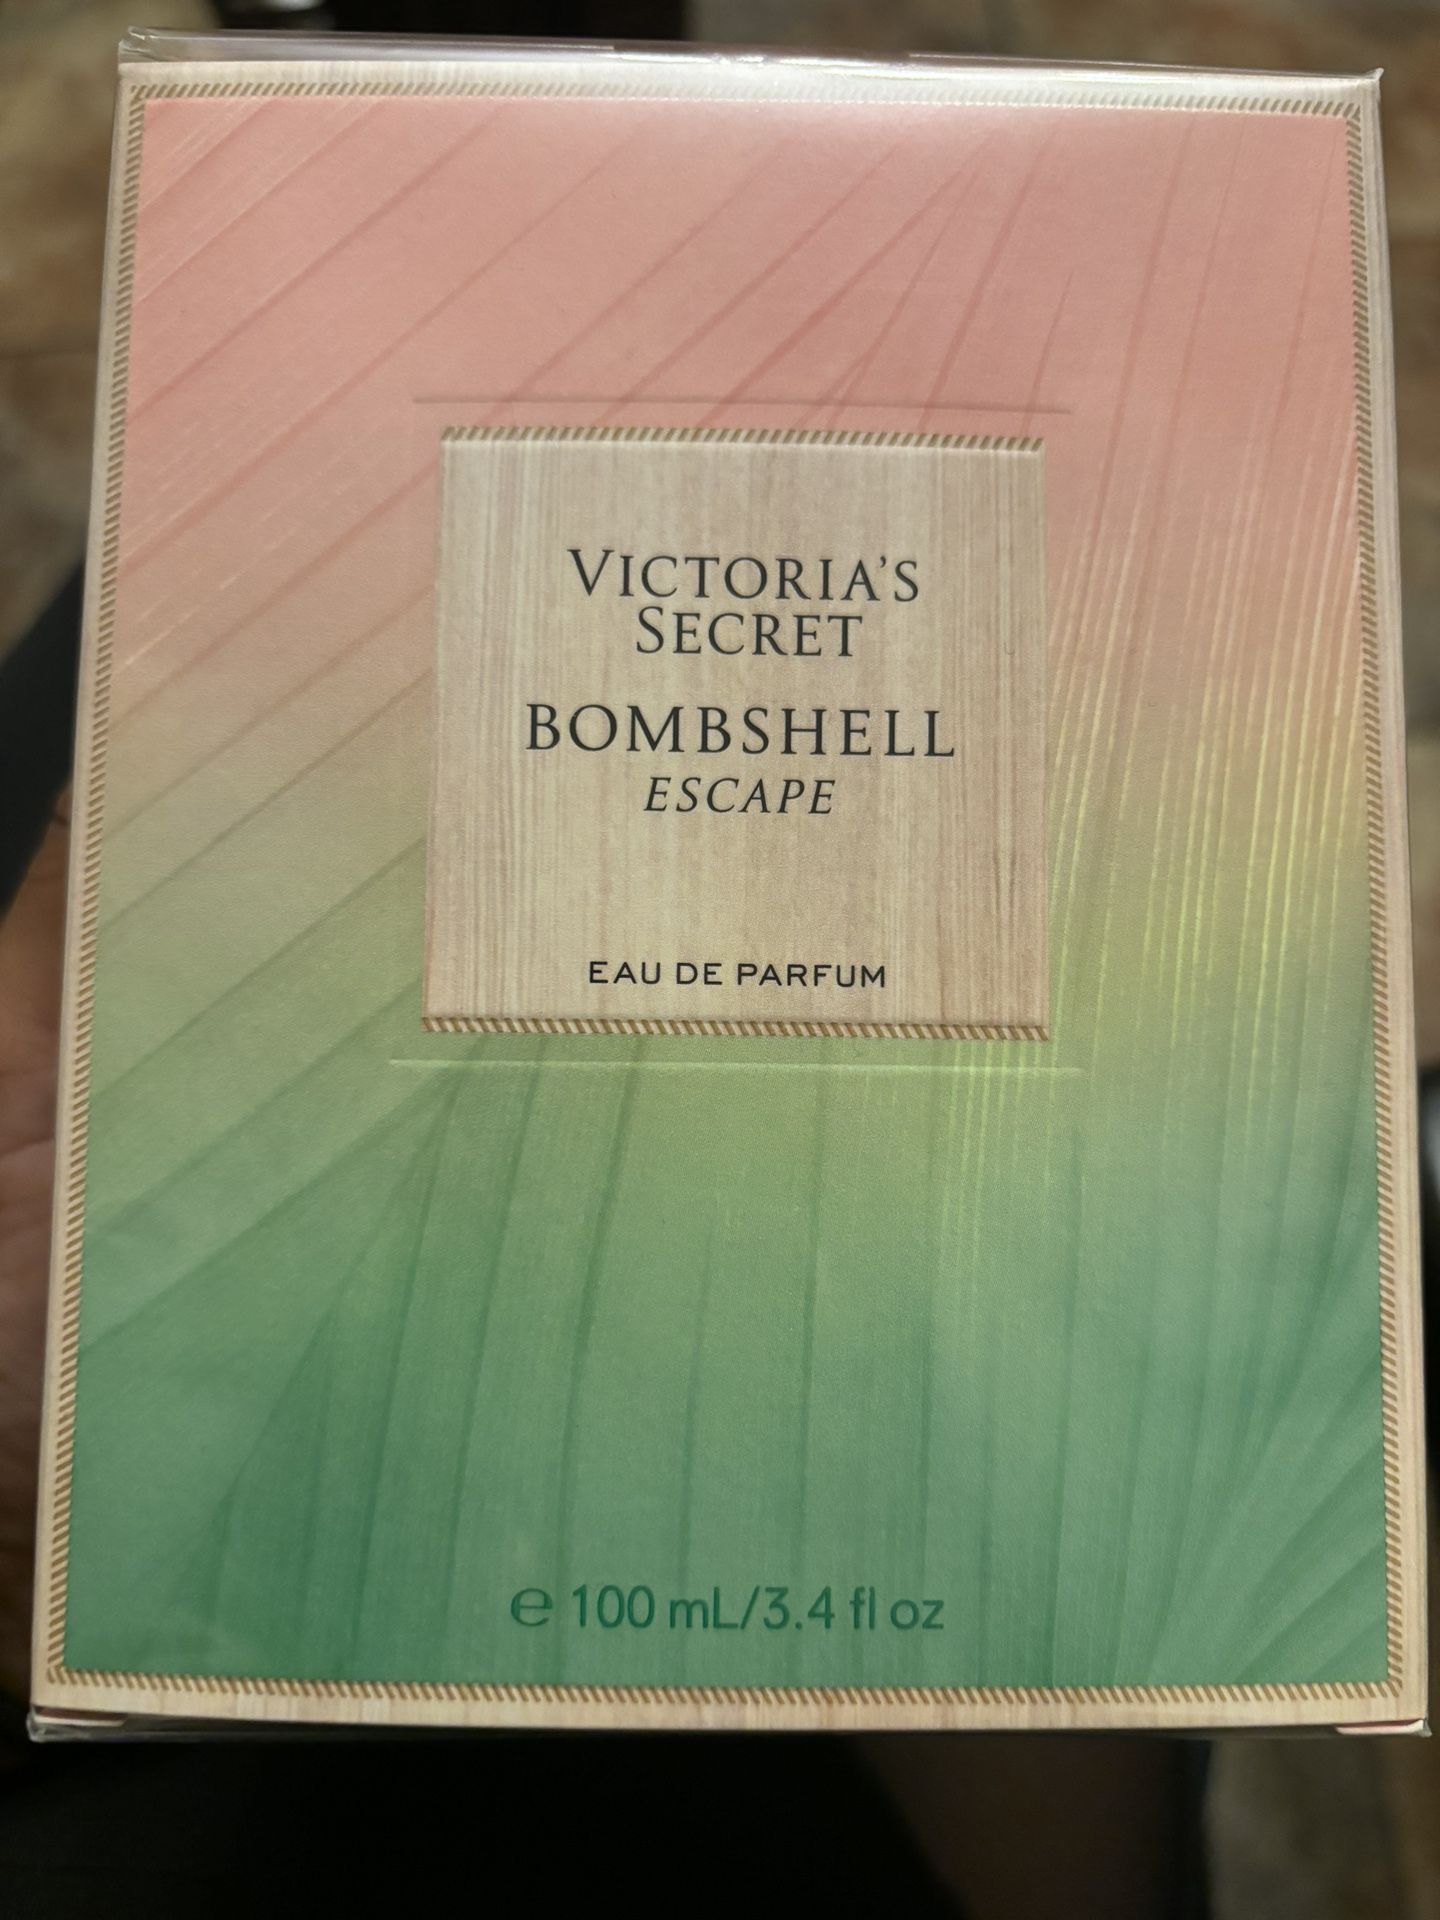 VICTORIA'S
SECRET
BOMBSHELL
ESCAPE
EAU DE PARFUM
℮ 100 mL/3.4 fl oz